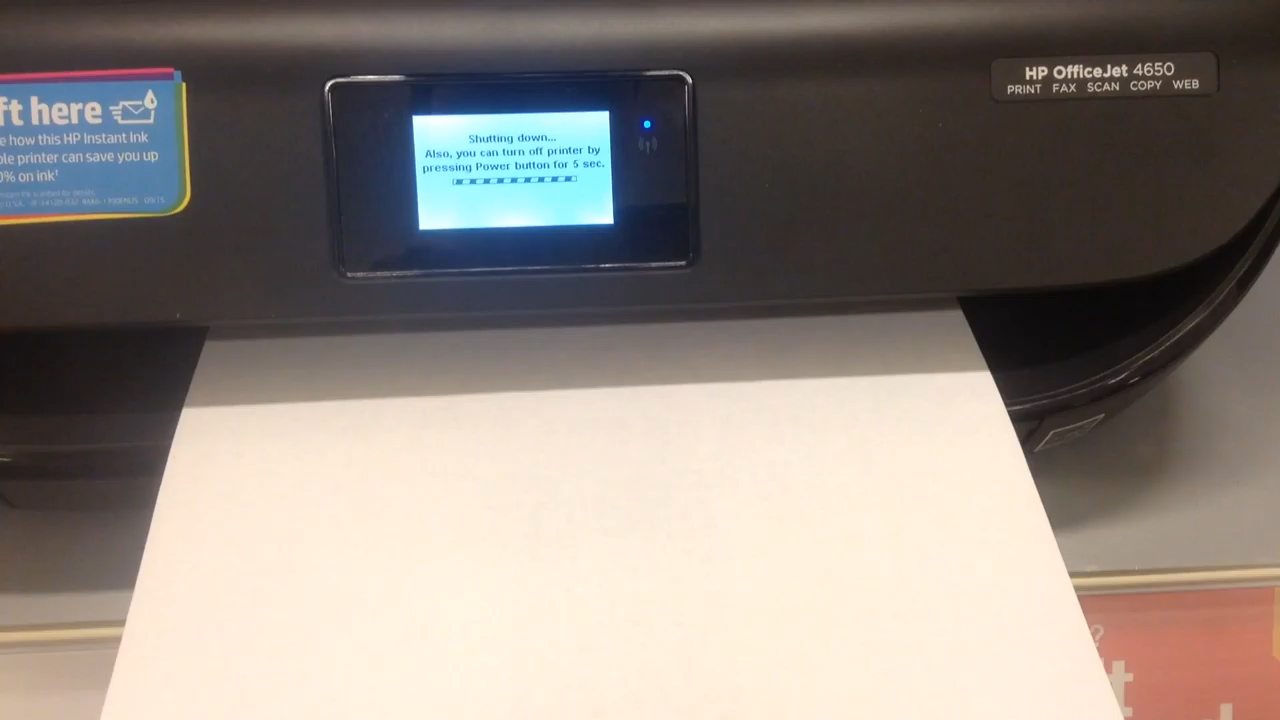 ft here
e how this HP Instant Ink
ble printer can save you up
0% on ink¹
Shutting down...
Also, you can turn off printer by
pressing Power button for 5 sec.
HP OfficeJet 4650
PRINT FAX SCAN COPY WEB
?
t